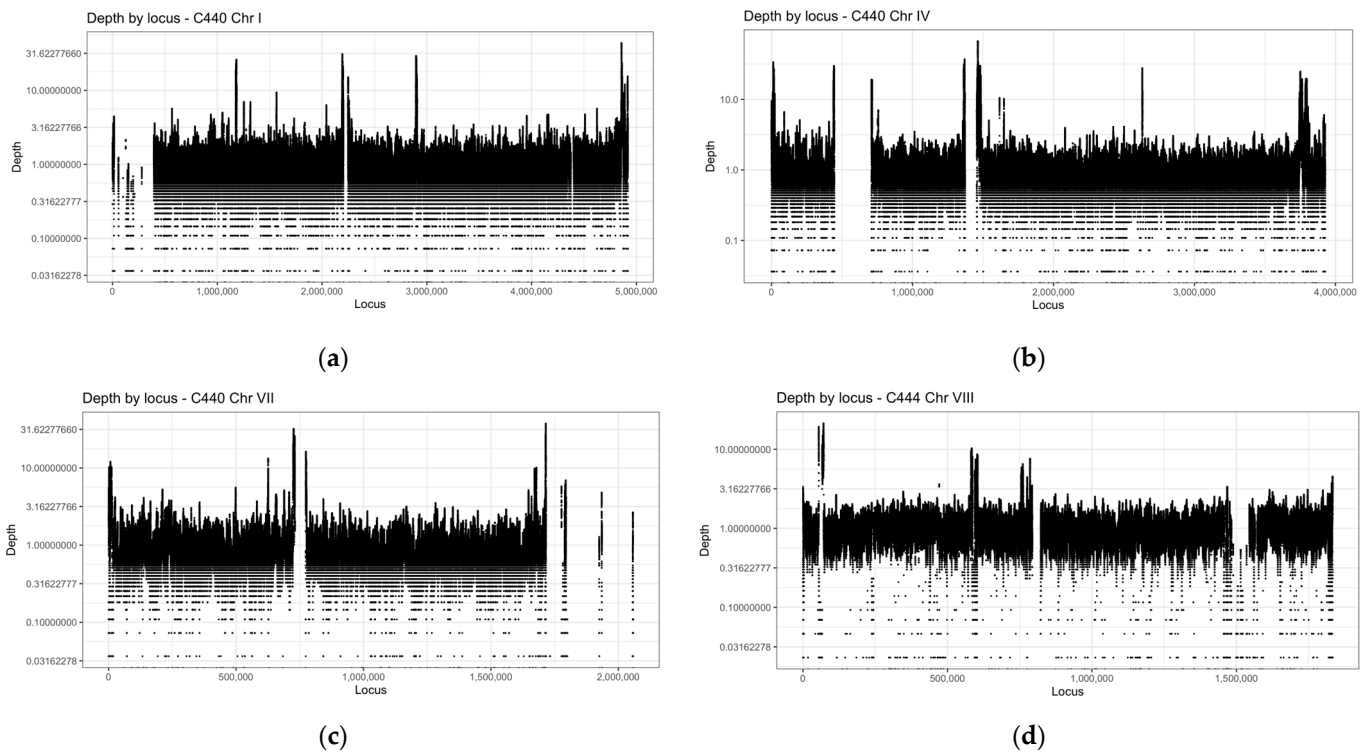 Depth by locus - C440 Chr I
31.62277660
10.00000000
3.16227766
1.00000000
0.31622777
0.10000000
0.03162278
Depth
0
1,000,000
2,000,000
3,000,000
4,000,000
5,000,000
Locus
(a)
Depth by locus - C440 Chr IV
10.0
1.0
0.1
Depth
0
1,000,000
2,000,000
3,000,000
4,000,000
Locus
(b)
Depth by locus - C440 Chr VII
31.62277660
10.00000000
3.16227766
1.00000000
0.31622777
0.10000000
0.03162278
Depth
0
500,000
1,000,000
1,500,000
2,000,000
Locus
(c)
Depth by locus - C444 Chr VIII
10.00000000
3.16227766
1.00000000
0.31622777
0.10000000
0.03162278
Depth
0
500,000
1,000,000
1,500,000
Locus
(d)